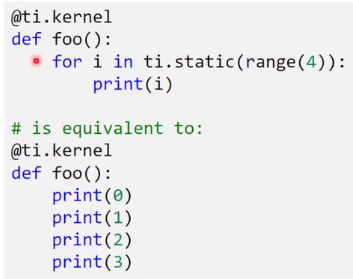 @ti.kernel
def foo():
    for i in ti.static(range(4)):
        print(i)

# is equivalent to:
@ti.kernel
def foo():
    print(0)
    print(1)
    print(2)
    print(3)